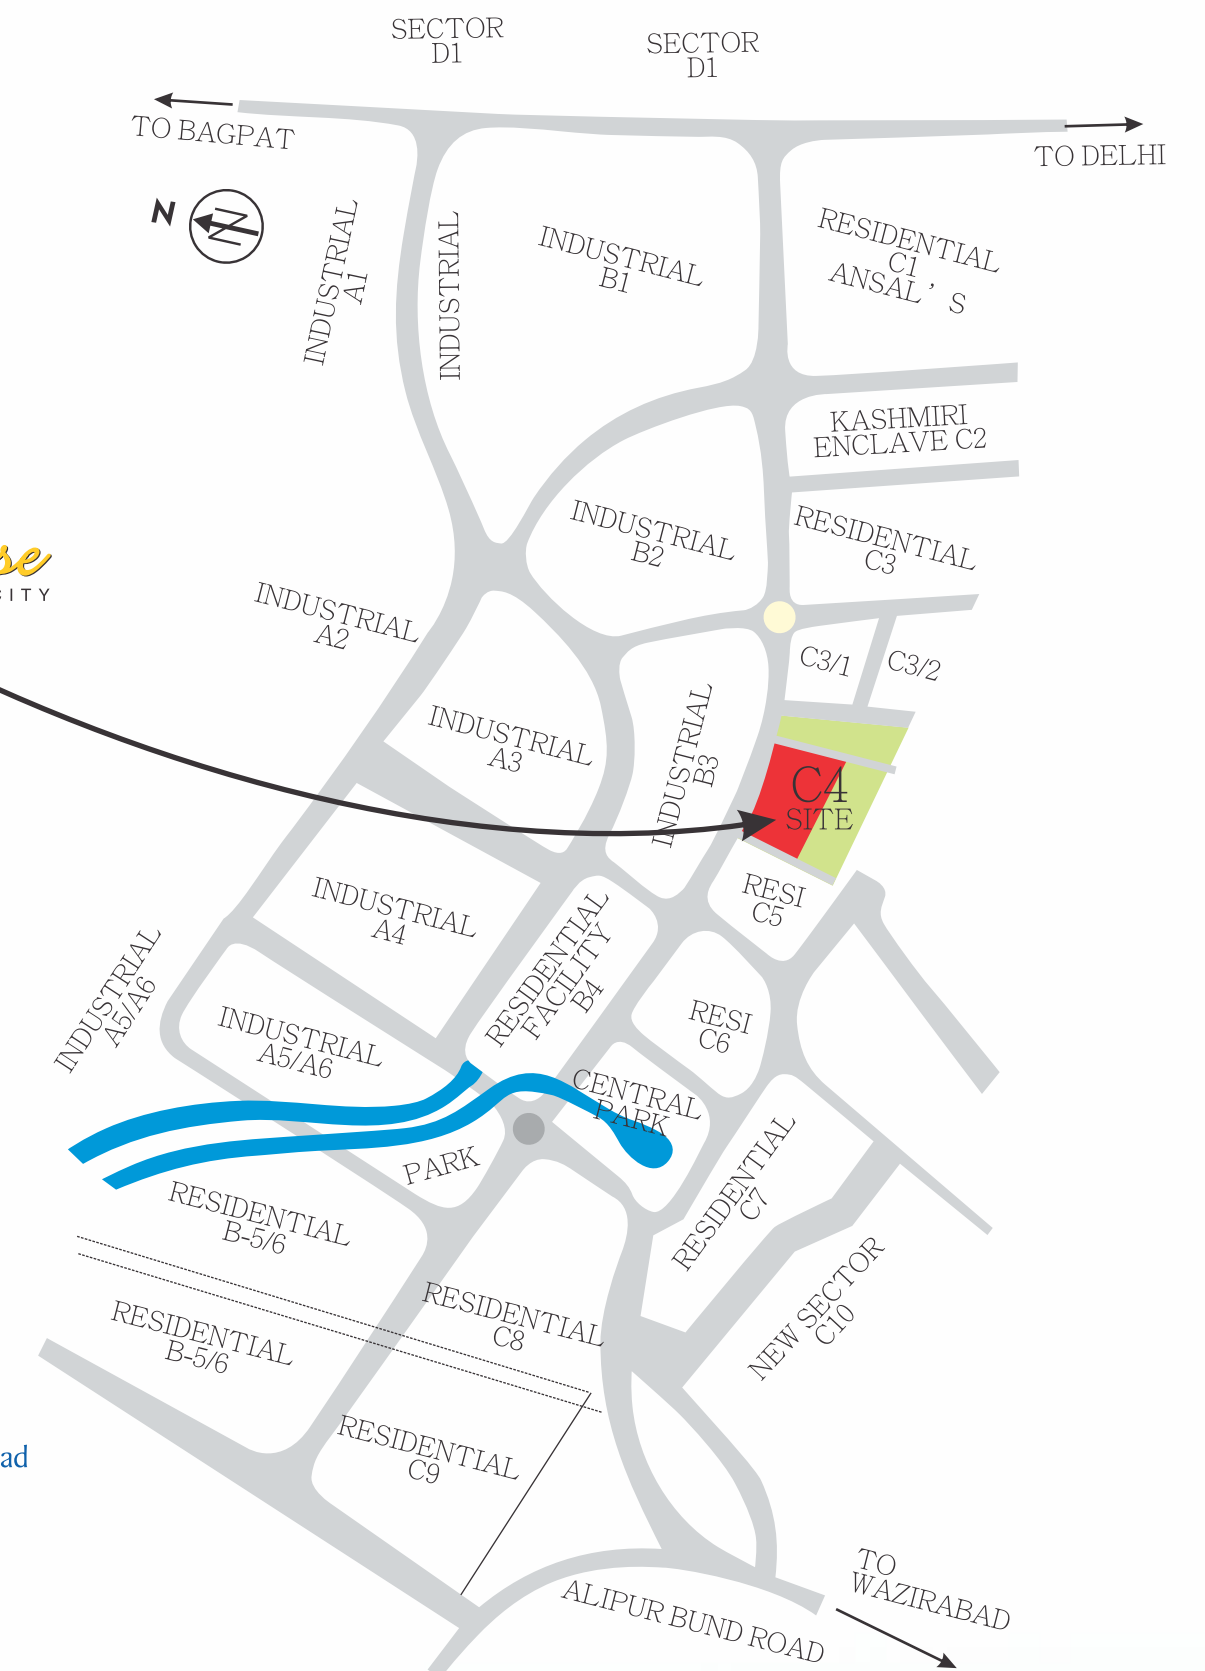 SECTOR
D1
SECTOR
D1
TO BAGPAT
TO DELHI
N
INDUSTRIAL
A1
INDUSTRIAL
INDUSTRIAL
B1
RESIDENTIAL
C1
ANSAL'S
KASHMIRI
ENCLAVE C2
INDUSTRIAL
B2
RESIDENTIAL
C3
se
CITY
INDUSTRIAL
A2
C3/1
C3/2
INDUSTRIAL
A3
INDUSTRIAL
B3
C4
SITE
INDUSTRIAL
A4
RESIDENTIAL
FACILITY
B4
RESI
C5
INDUSTRIAL
A5/A6
INDUSTRIAL
A5/A6
RESI
C6
CENTRAL
PARK
PARK
RESIDENTIAL
C7
RESIDENTIAL
B-5/6
RESIDENTIAL
B-5/6
RESIDENTIAL
C8
NEW SECTOR
C10
RESIDENTIAL
C9
ad
TO
WAZIRABAD
ALIPUR BUND ROAD